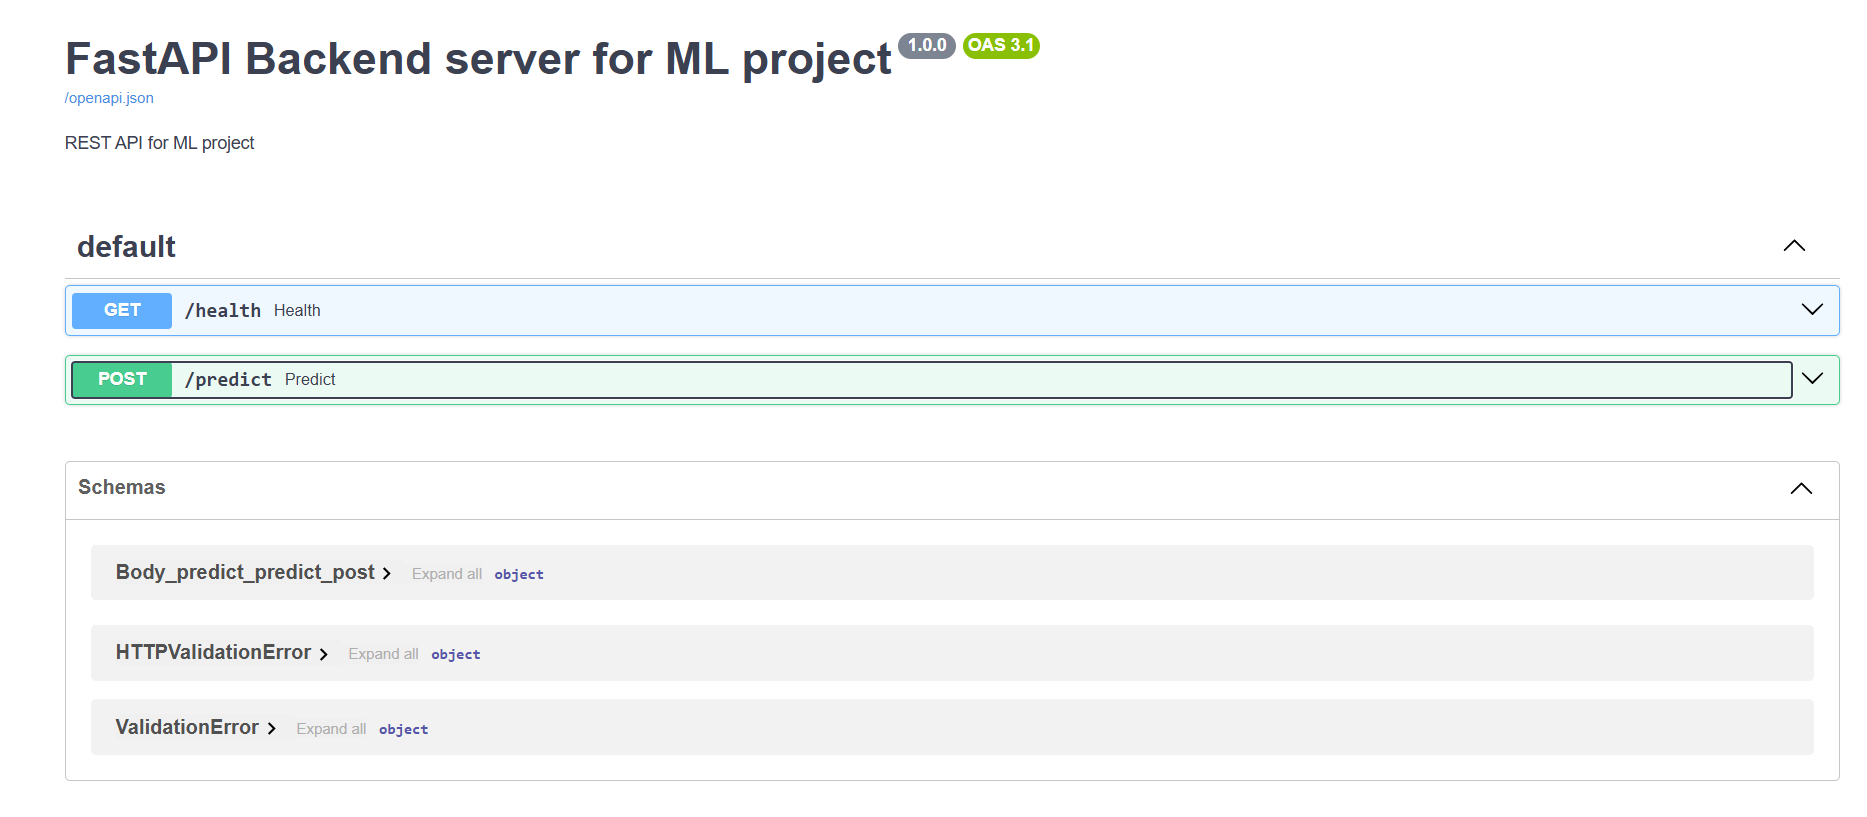 FastAPI Backend server for ML project 1.0.0 OAS 3.1
/openapi.json
REST API for ML project
default
GET /health Health
POST /predict Predict
Schemas
Body_predict_predict_post Expand all object
HTTPValidationError Expand all object
ValidationError Expand all object